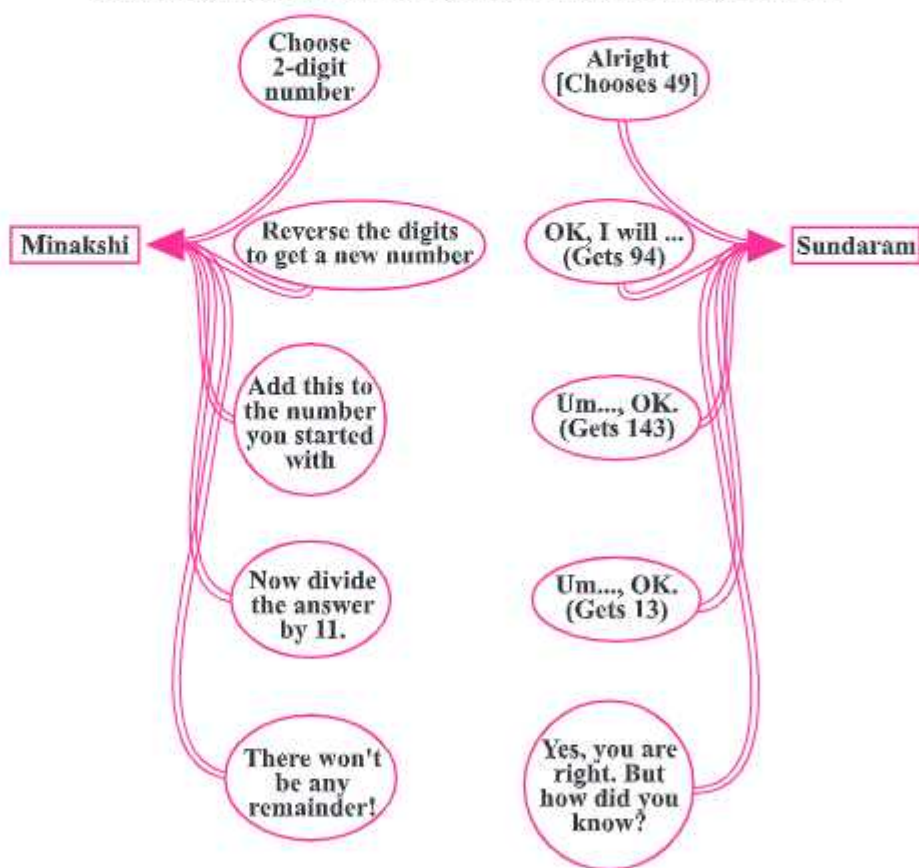 Choose
2-digit
number
Alright
[Chooses 49]
Minakshi
Reverse the digits
to get a new number
OK, I will ...
(Gets 94)
Sundaram
Add this to
the number
you started
with
Um..., OK.
(Gets 143)
Now divide
the answer
by 11.
Um..., OK.
(Gets 13)
There won't
be any
remainder!
Yes, you are
right. But
how did you
know?